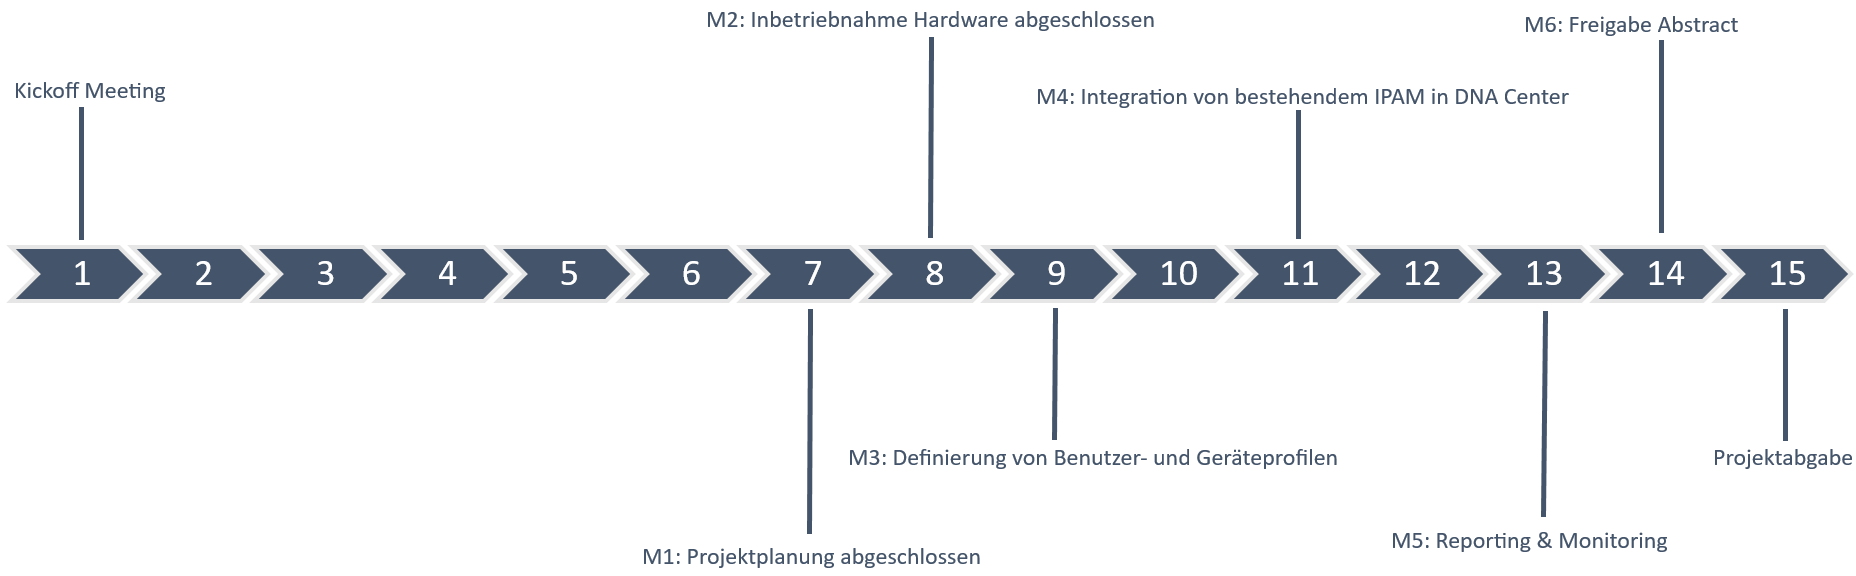 M2: Inbetriebnahme Hardware abgeschlossen
M6: Freigabe Abstract
Kickoff Meeting
M4: Integration von bestehendem IPAM in DNA Center
1 2 3 4 5 6 7 8 9 10 11 12 13 14 15
M3: Definierung von Benutzer- und Geräteprofilen
Projektabgabe
M5: Reporting & Monitoring
M1: Projektplanung abgeschlossen